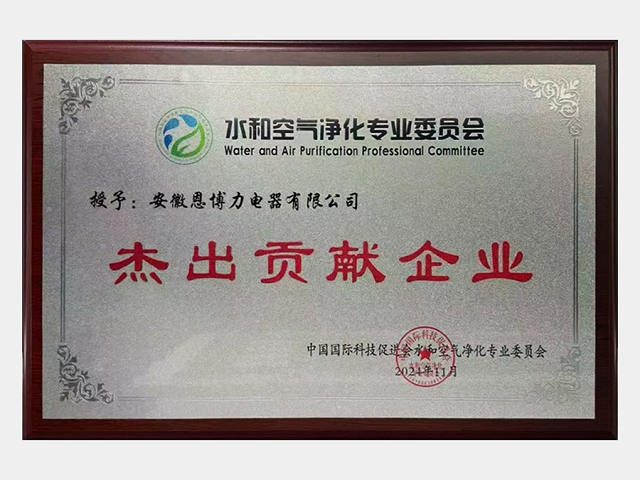 水和空气净化专业委员会
Water and Air Purification Professional Committee
授予：安徽恩博力电器有限公司
杰出贡献企业
中国国际科技促进会水和空气净化专业委员会
2024年11月